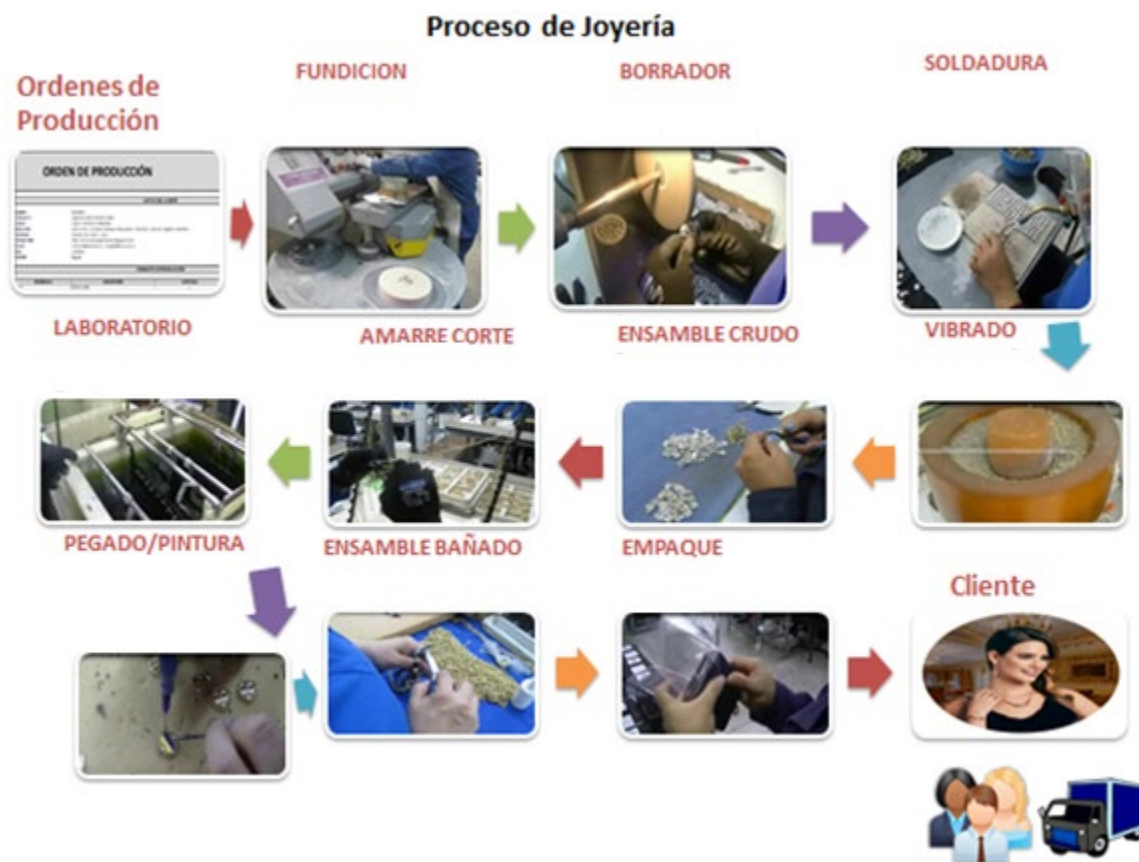 Proceso de Joyería
FUNDICION
BORRADOR
SOLDADURA
Ordenes de
Producción
ORDEN DE PRODUCCIÓN
LABORATORIO
AMARRE CORTE
ENSAMBLE CRUDO
VIBRADO
PEGADO/PINTURA
ENSAMBLE BAÑADO
EMPAQUE
Cliente